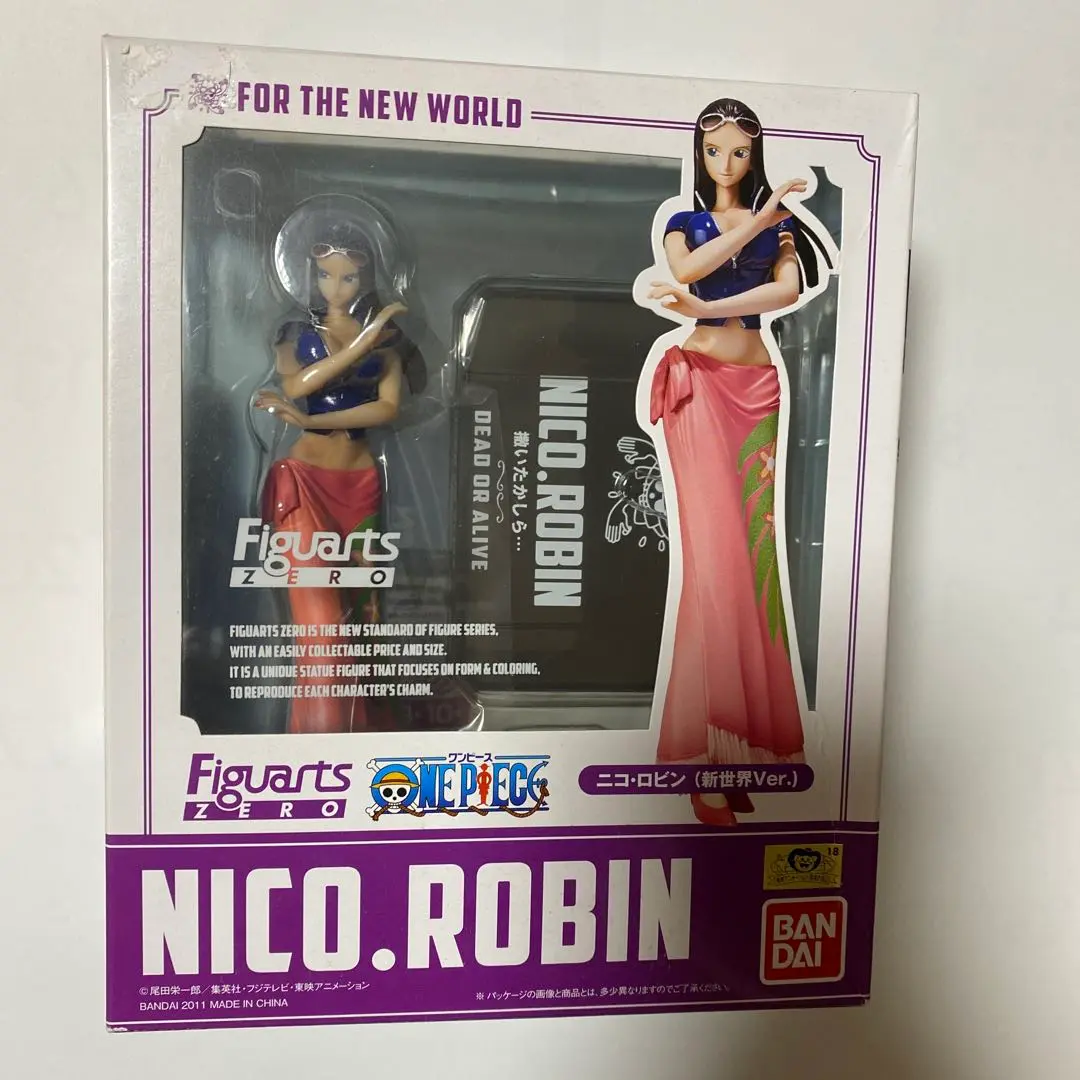 FOR THE NEW WORLD
NICO.ROBIN
撒いたかしら…
DEAD OR ALIVE
Figuarts
ZERO
FIGUARTS ZERO IS THE NEW STANDARD OF FIGURE SERIES,
WITH AN EASILY COLLECTABLE PRICE AND SIZE.
IT IS A UNIQUE STATUE FIGURE THAT FOCUSES ON FORM & COLORING,
TO REPRODUCE EACH CHARACTER'S CHARM.
Figuarts
ZERO
ワンピース
ONE PIECE
ニコ・ロビン（新世界Ver.）
NICO.ROBIN
18
BAN
DAI
©尾田栄一郎／集英社・フジテレビ・東映アニメーション
BANDAI 2011 MADE IN CHINA
※パッケージの画像と商品とは、多少異なりますのでご了承ください。